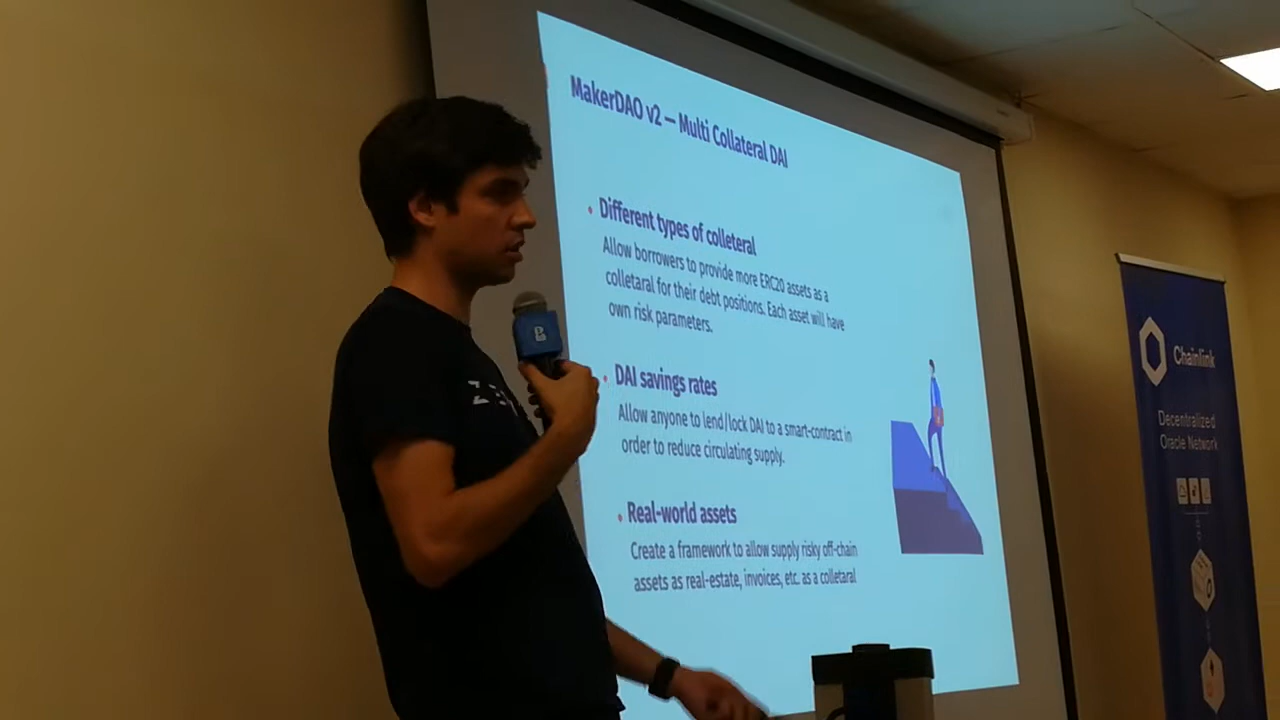 MakerDAO v2 – Multi Collateral DAI
Different types of colleteral
Allow borrowers to provide more ERC20 assets as a
colletaral for their debt positions. Each asset will have
own risk parameters.
DAI savings rates
Allow anyone to lend/lock DAI to a smart-contract in
order to reduce circulating supply.
Real-world assets
Create a framework to allow supply risky off-chain
assets as real-estate, invoices, etc. as a colletaral
Chainlink
Decentralized
Oracle Network